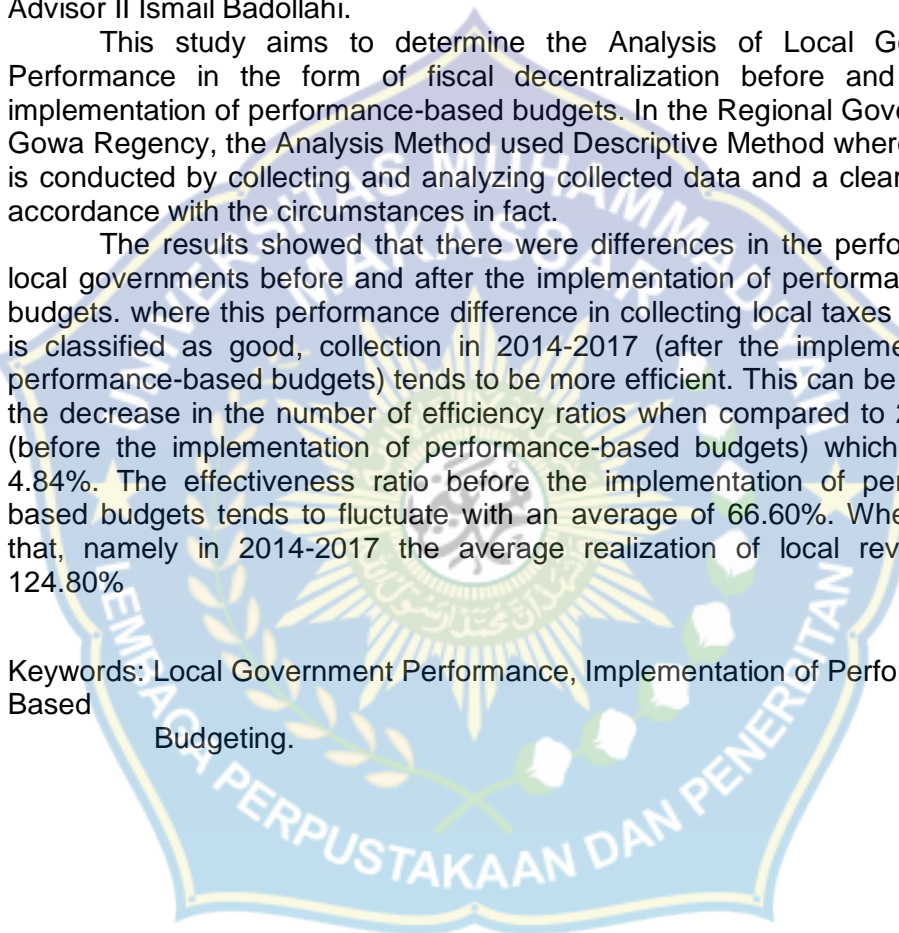 Advisor II Ismail Badollahi.
This study aims to determine the Analysis of Local Go
Performance in the form of fiscal decentralization before and
implementation of performance-based budgets. In the Regional Gove
Gowa Regency, the Analysis Method used Descriptive Method where
is conducted by collecting and analyzing collected data and a clear
accordance with the circumstances in fact.
The results showed that there were differences in the perfo
local governments before and after the implementation of performa
budgets. where this performance difference in collecting local taxes
is classified as good, collection in 2014-2017 (after the impleme
performance-based budgets) tends to be more efficient. This can be
the decrease in the number of efficiency ratios when compared to 2
(before the implementation of performance-based budgets) which
4.84%. The effectiveness ratio before the implementation of per
based budgets tends to fluctuate with an average of 66.60%. Whe
that, namely in 2014-2017 the average realization of local rev
124.80%
Keywords: Local Government Performance, Implementation of Perfor
Based
Budgeting.
UNIVERSITAS MUHAMMADIYAH
MAKASSAR
LEMBAGA PERPUSTAKAAN DAN PENERBITAN